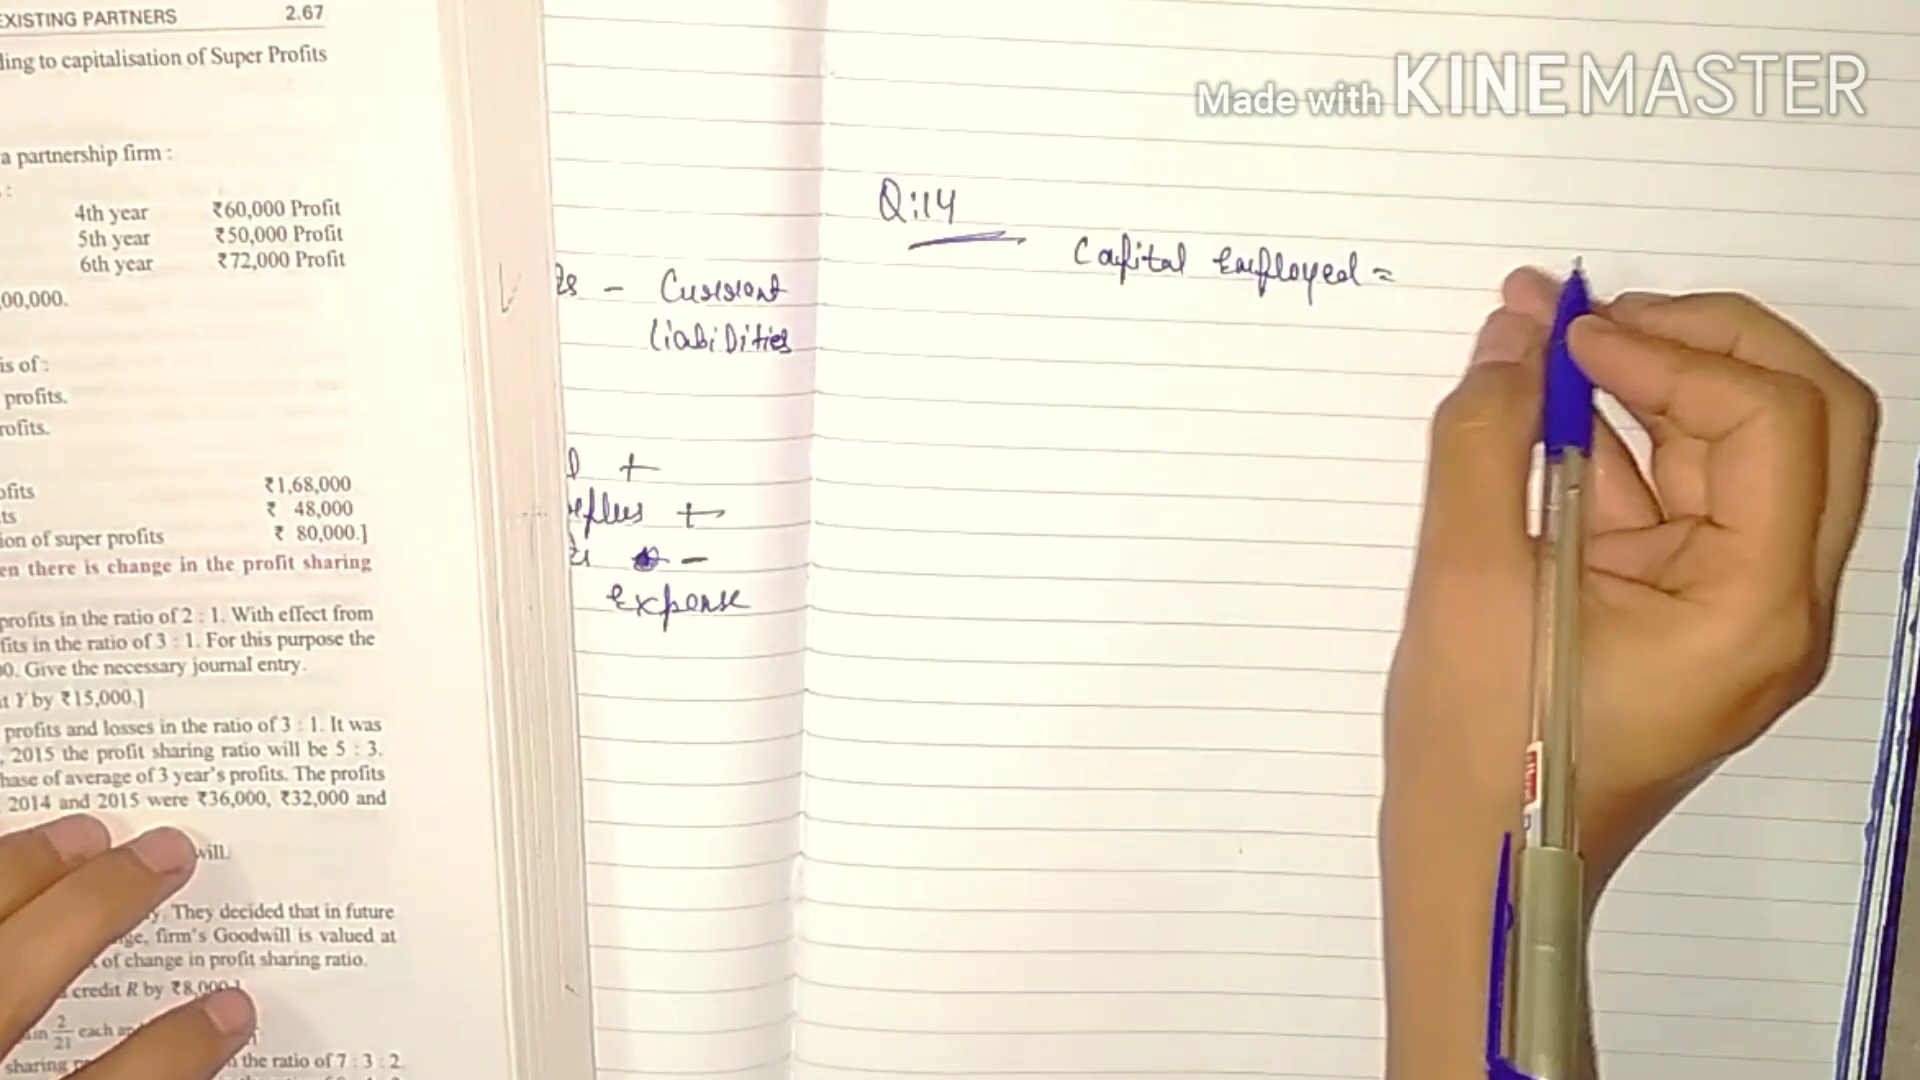 EXISTING PARTNERS 2.67
ding to capitalisation of Super Profits
a partnership firm :
:
4th year ₹60,000 Profit
5th year ₹50,000 Profit
6th year ₹72,000 Profit
00,000.
is of :
profits.
rofits.
ofits ₹1,68,000
ts ₹ 48,000
ion of super profits ₹ 80,000.]
en there is change in the profit sharing
profits in the ratio of 2 : 1. With effect from
fits in the ratio of 3 : 1. For this purpose the
00. Give the necessary journal entry.
t Y by ₹15,000.]
profits and losses in the ratio of 3 : 1. It was
, 2015 the profit sharing ratio will be 5 : 3.
hase of average of 3 year's profits. The profits
2014 and 2015 were ₹36,000, ₹32,000 and
will.
y. They decided that in future
nge, firm's Goodwill is valued at
of change in profit sharing ratio.
credit R by ₹8,000.]
in 2/21 each an
sharing the ratio of 7 : 3 : 2.
- Current
liabilities
+
+
-
expense
Q:14
Capital Employed =
Made with KINEMASTER